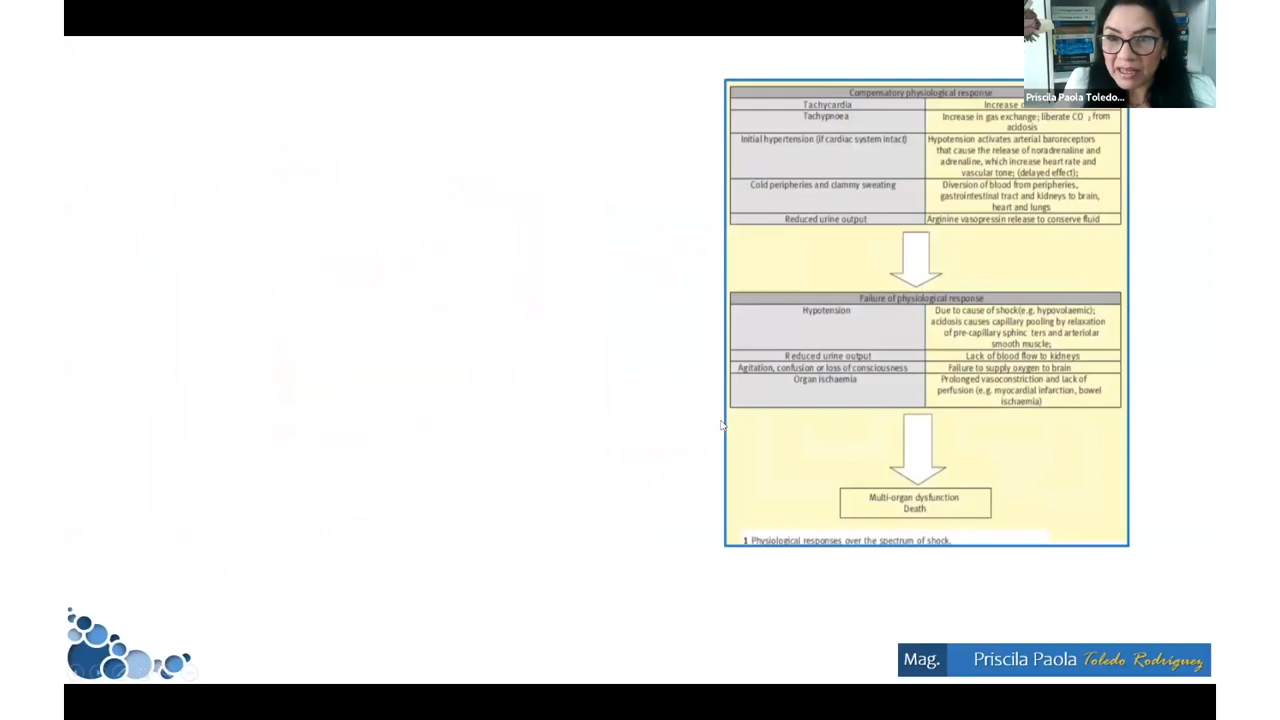 Priscila Paola Toledo...
Compensatory physiological response
Tachycardia
Increase
Tachypnoea
Increase in gas exchange; liberate CO 2 from
acidosis
Initial hypertension (if cardiac system intact)
Hypotension activates arterial baroreceptors
that cause the release of noradrenaline and
adrenaline, which increase heart rate and
vascular tone; (delayed effect);
Cold peripheries and clammy sweating
Diversion of blood from peripheries,
gastrointestinal tract and kidneys to brain,
heart and lungs
Reduced urine output
Arginine vasopressin release to conserve fluid
Failure of physiological response
Hypotension
Due to cause of shock(e.g. hypovolaemic);
acidosis causes capillary pooling by relaxation
of pre-capillary sphinc ters and arteriolar
smooth muscle;
Reduced urine output
Lack of blood flow to kidneys
Agitation, confusion or loss of consciousness
Failure to supply oxygen to brain
Organ ischaemia
Prolonged vasoconstriction and lack of
perfusion (e.g. myocardial infarction, bowel
ischaemia)
Multi-organ dysfunction
Death
1 Physiological responses over the spectrum of shock.
Mag. Priscila Paola Toledo Rodríguez